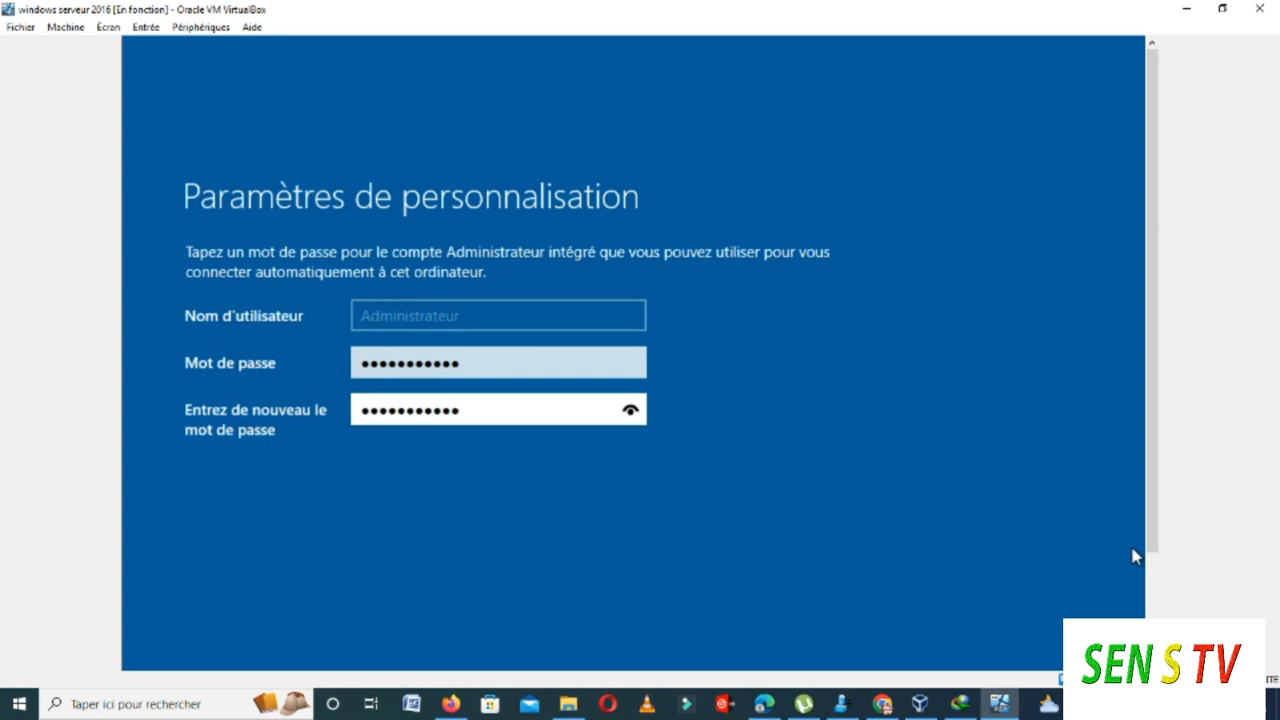 windows serveur 2016 [En fonction] - Oracle VM VirtualBox
Fichier Machine Écran Entrée Périphériques Aide
Paramètres de personnalisation
Tapez un mot de passe pour le compte Administrateur intégré que vous pouvez utiliser pour vous
connecter automatiquement à cet ordinateur.
Nom d'utilisateur Administrateur
Mot de passe •••••••••••
Entrez de nouveau le
mot de passe •••••••••••
SEN S TV
Taper ici pour rechercher